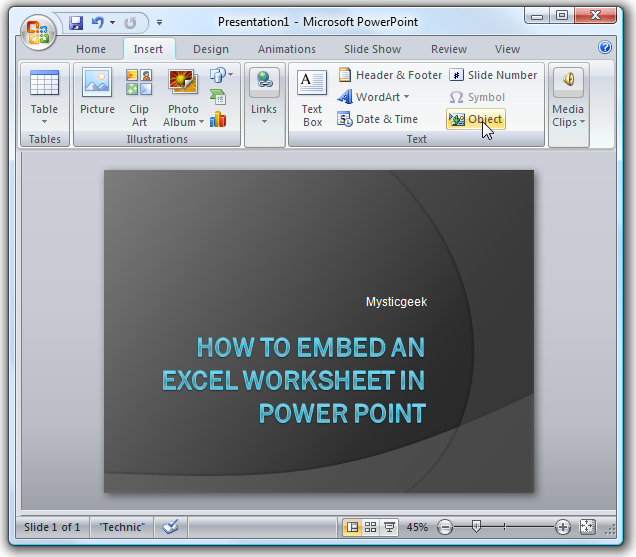 Presentation1 - Microsoft PowerPoint
Home Insert Design Animations Slide Show Review View
Table
Tables
Picture
Clip
Art
Photo
Album
Illustrations
Links
A
Text
Box
Header & Footer
WordArt
Date & Time
# Slide Number
Ω Symbol
Object
Text
Media
Clips
Mysticgeek
HOW TO EMBED AN
EXCEL WORKSHEET IN
POWER POINT
Slide 1 of 1 "Technic" 45%